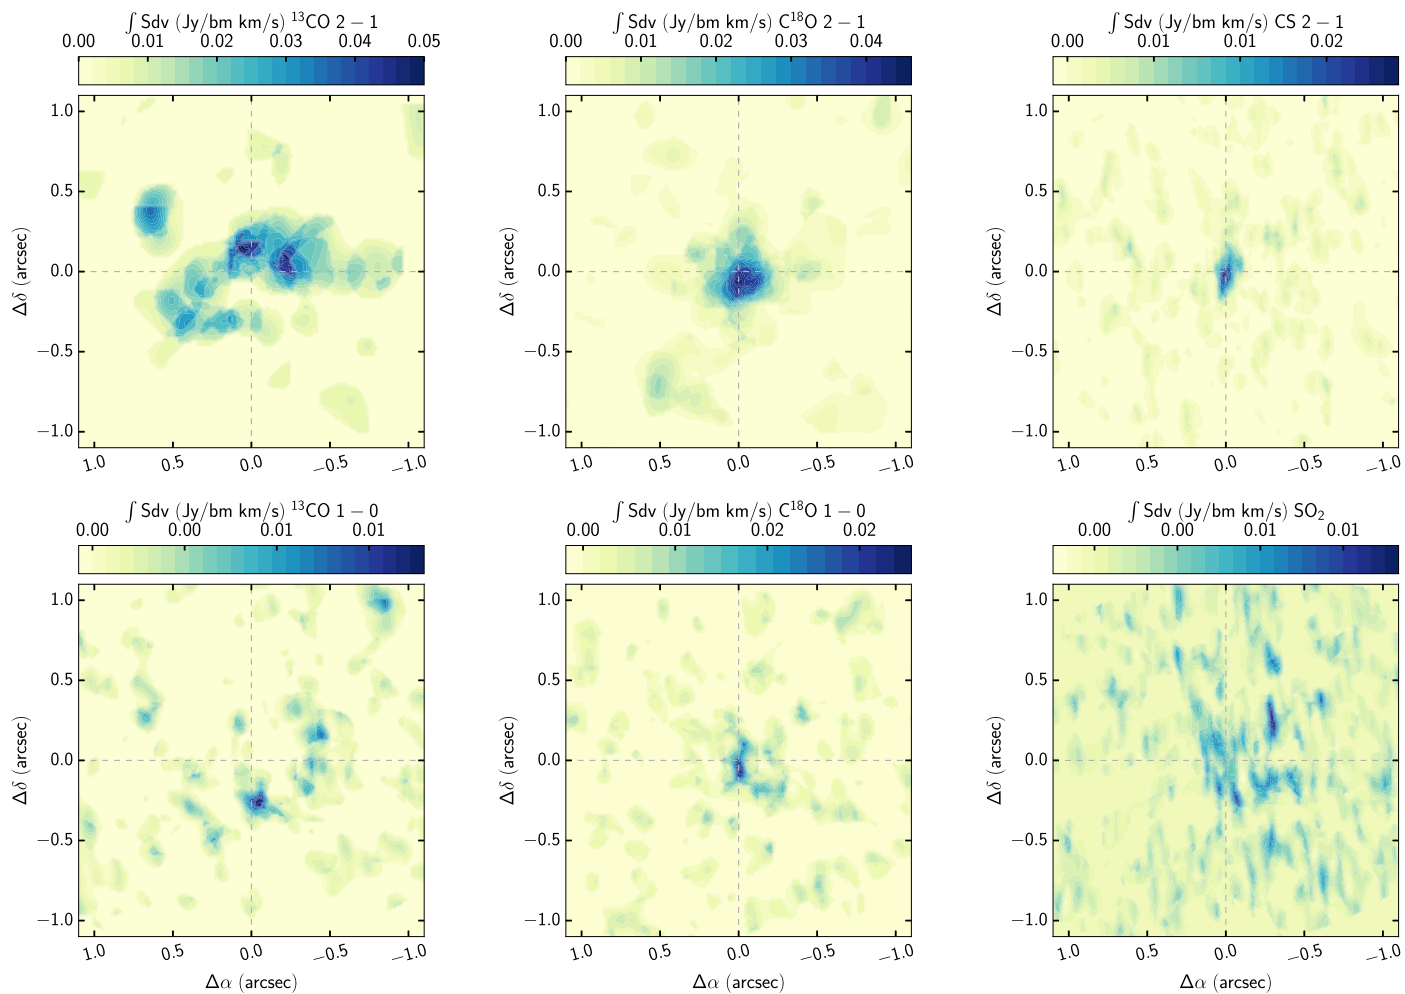 ∫ Sdv (Jy/bm km/s) ¹³CO 2 − 1
0.00 0.01 0.02 0.03 0.04 0.05
∫ Sdv (Jy/bm km/s) C¹⁸O 2 − 1
0.00 0.01 0.02 0.03 0.04
∫ Sdv (Jy/bm km/s) CS 2 − 1
0.00 0.01 0.01 0.02
Δδ (arcsec)
1.0
0.5
0.0
−0.5
−1.0
1.0 0.5 0.0 −0.5 −1.0
Δδ (arcsec)
1.0
0.5
0.0
−0.5
−1.0
1.0 0.5 0.0 −0.5 −1.0
Δδ (arcsec)
1.0
0.5
0.0
−0.5
−1.0
1.0 0.5 0.0 −0.5 −1.0
∫ Sdv (Jy/bm km/s) ¹³CO 1 − 0
0.00 0.00 0.01 0.01
∫ Sdv (Jy/bm km/s) C¹⁸O 1 − 0
0.00 0.01 0.02 0.02
∫ Sdv (Jy/bm km/s) SO₂
0.00 0.00 0.01 0.01
Δδ (arcsec)
1.0
0.5
0.0
−0.5
−1.0
1.0 0.5 0.0 −0.5 −1.0
Δα (arcsec)
Δδ (arcsec)
1.0
0.5
0.0
−0.5
−1.0
1.0 0.5 0.0 −0.5 −1.0
Δα (arcsec)
Δδ (arcsec)
1.0
0.5
0.0
−0.5
−1.0
1.0 0.5 0.0 −0.5 −1.0
Δα (arcsec)